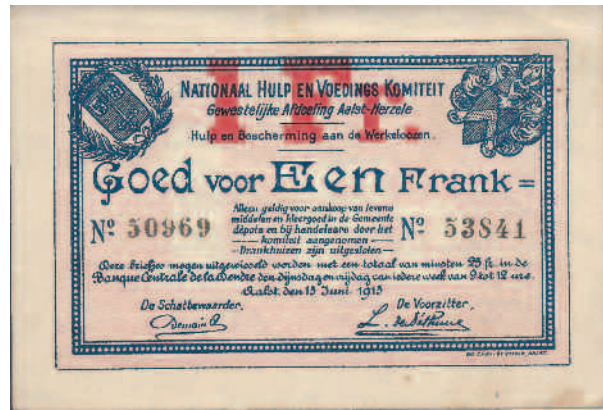 1 Fr.
NATIONAAL HULP EN VOEDINGS KOMITEIT
Gewestelijke Afdeeling Aalst-Herzele
Hulp en Bescherming aan de Werkeloozen.
Goed voor Een Frank =
Alleen geldig voor aankoop van levens
middelen en kleergoed in de Gemeente
dépots en bij handelaars door het
— komiteit aangenomen —
— Drankhuizen zijn uitgesloten —
Nº 50969 Nº 53841
Deze briefjes mogen uitgewisseld worden met een totaal van minstens 25 fr. in de
Banque Centrale de la Dendre den dijnsdag en vrijdag van iedere week van 9 tot 12 ure.
Aalst, den 15 Juni 1915
De Schatbewaarder, De Voorzitter,